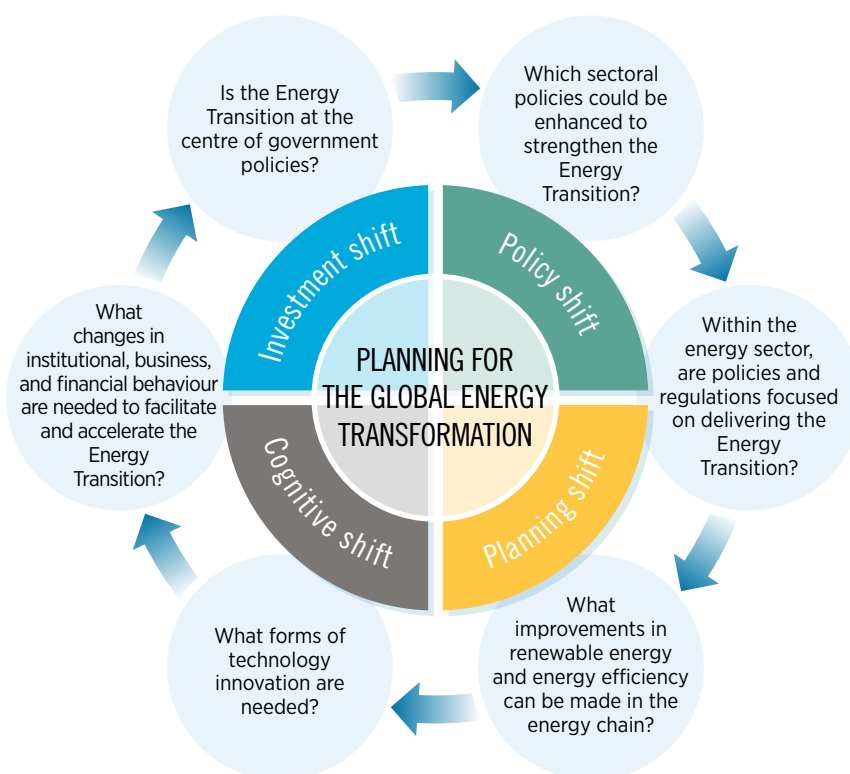 Is the Energy
Transition at the
centre of government
policies?
Which sectoral
policies could be
enhanced to
strengthen the
Energy
Transition?
Within the
energy sector,
are policies and
regulations focused
on delivering the
Energy
Transition?
What
improvements in
renewable energy
and energy efficiency
can be made in the
energy chain?
What forms of
technology
innovation are
needed?
What
changes in
institutional, business,
and financial behaviour
are needed to facilitate
and accelerate the
Energy
Transition?
Investment shift
Policy shift
Planning shift
Cognitive shift
PLANNING FOR
THE GLOBAL ENERGY
TRANSFORMATION